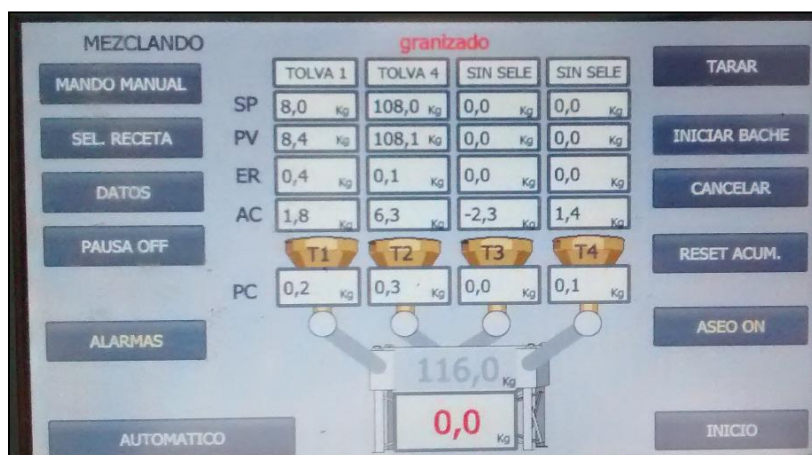 MEZCLANDO granizado
MANDO MANUAL TOLVA 1 TOLVA 4 SIN SELE SIN SELE TARAR
SP 8,0 Kg 108,0 Kg 0,0 Kg 0,0 Kg
SEL. RECETA PV 8,4 Kg 108,1 Kg 0,0 Kg 0,0 Kg INICIAR BACHE
DATOS ER 0,4 Kg 0,1 Kg 0,0 Kg 0,0 Kg CANCELAR
AC 1,8 Kg 6,3 Kg -2,3 Kg 1,4 Kg
PAUSA OFF T1 T2 T3 T4 RESET ACUM.
PC 0,2 Kg 0,3 Kg 0,0 Kg 0,1 Kg
ALARMAS ASEO ON
116,0 Kg
AUTOMATICO 0,0 Kg INICIO